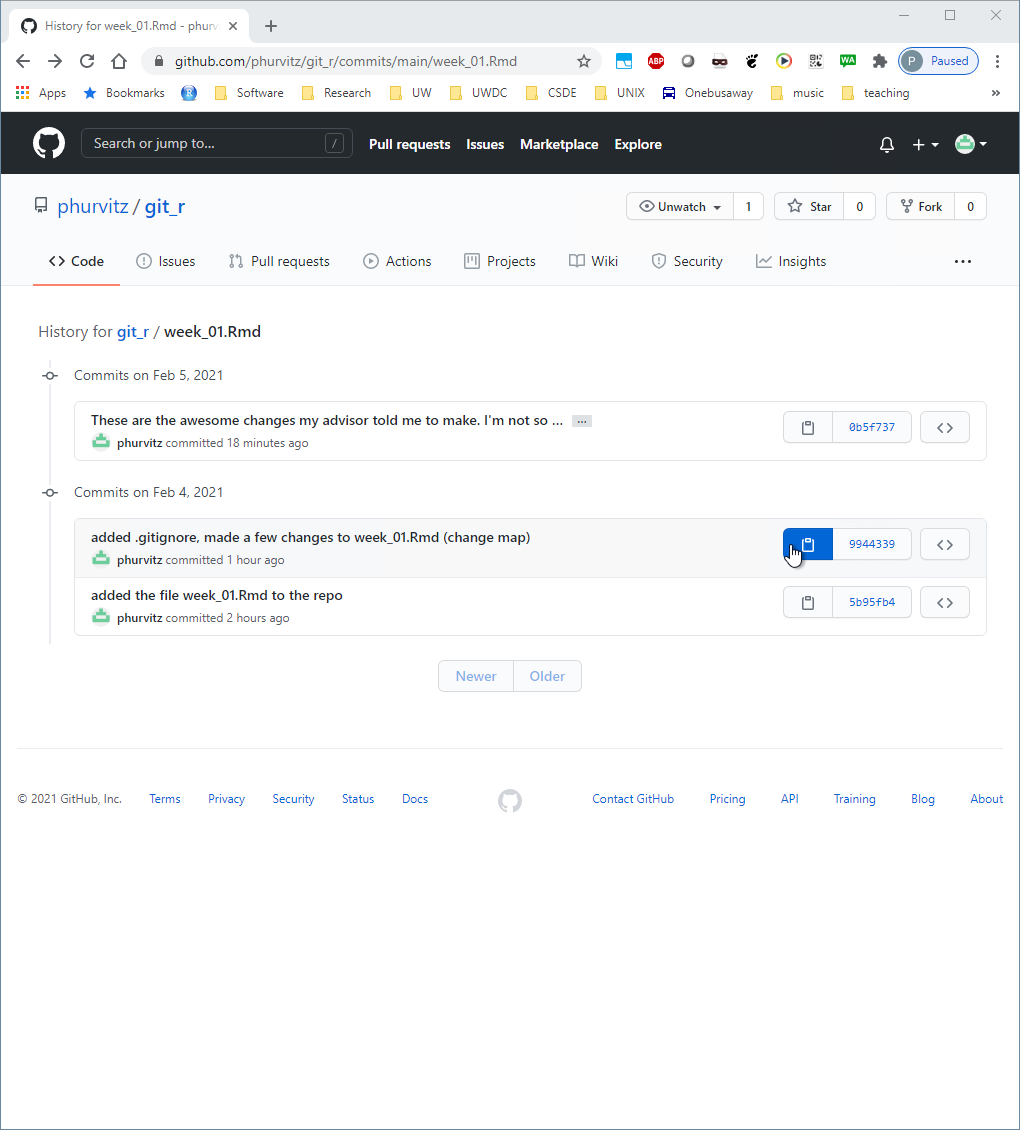 History for week_01.Rmd - phurv
github.com/phurvitz/git_r/commits/main/week_01.Rmd
ABP
WA
P Paused
Apps Bookmarks R Software Research UW UWDC CSDE UNIX Onebusaway music teaching »
Search or jump to... / Pull requests Issues Marketplace Explore
phurvitz / git_r Unwatch 1 Star 0 Fork 0
Code Issues Pull requests Actions Projects Wiki Security Insights ...
History for git_r / week_01.Rmd
Commits on Feb 5, 2021
These are the awesome changes my advisor told me to make. I'm not so ... ...
phurvitz committed 18 minutes ago
0b5f737
Commits on Feb 4, 2021
added .gitignore, made a few changes to week_01.Rmd (change map)
phurvitz committed 1 hour ago
9944339
added the file week_01.Rmd to the repo
phurvitz committed 2 hours ago
5b95fb4
Newer Older
© 2021 GitHub, Inc. Terms Privacy Security Status Docs Contact GitHub Pricing API Training Blog About